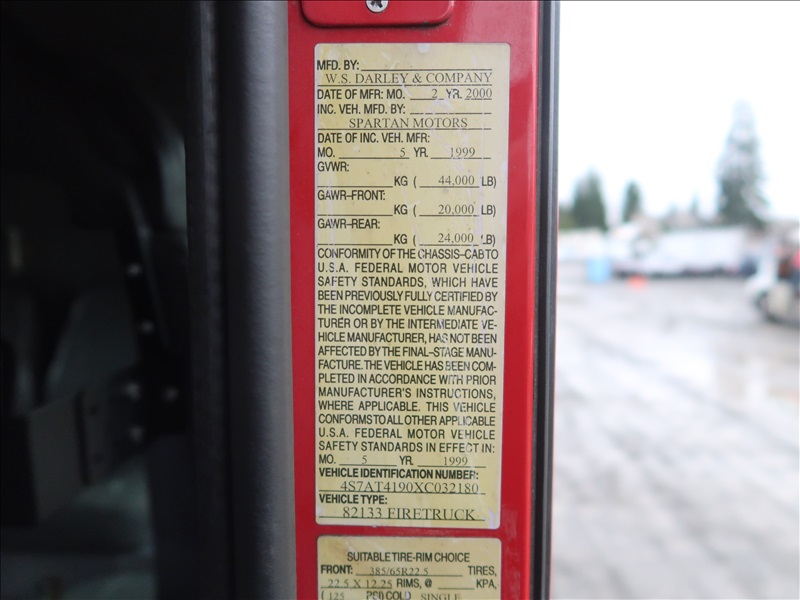 MFD. BY:
W.S. DARLEY & COMPANY
DATE OF MFR: MO. 2 YR. 2000
INC. VEH. MFD. BY:
SPARTAN MOTORS
DATE OF INC. VEH. MFR:
MO. 5 YR. 1999
GVWR:
KG ( 44,000 LB)
GAWR-FRONT:
KG ( 20,000 LB)
GAWR-REAR:
KG ( 24,000 LB)
CONFORMITY OF THE CHASSIS-CAB TO
U.S.A. FEDERAL MOTOR VEHICLE
SAFETY STANDARDS, WHICH HAVE
BEEN PREVIOUSLY FULLY CERTIFIED BY
THE INCOMPLETE VEHICLE MANUFAC-
TURER OR BY THE INTERMEDIATE VE-
HICLE MANUFACTURER, HAS NOT BEEN
AFFECTED BY THE FINAL-STAGE MANU-
FACTURE. THE VEHICLE HAS BEEN COM-
PLETED IN ACCORDANCE WITH PRIOR
MANUFACTURER'S INSTRUCTIONS,
WHERE APPLICABLE. THIS VEHICLE
CONFORMS TO ALL OTHER APPLICABLE
U.S.A. FEDERAL MOTOR VEHICLE
SAFETY STANDARDS IN EFFECT IN:
MO. 5 YR. 1999
VEHICLE IDENTIFICATION NUMBER:
4S7AT4190XC032180
VEHICLE TYPE:
82133 FIRETRUCK
SUITABLE TIRE-RIM CHOICE
FRONT: 385/65R22.5 TIRES,
22.5 X 12.25 RIMS, @ KPA,
( 125 PSI) COLD SINGLE